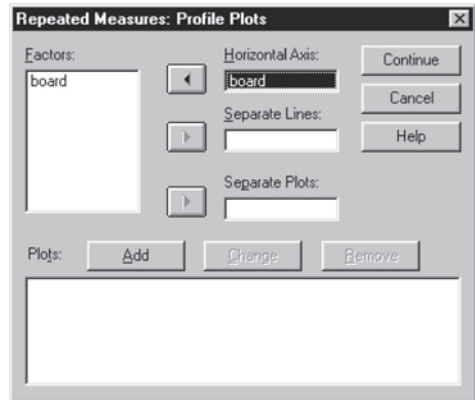 Repeated Measures: Profile Plots
Factors:
board
Horizontal Axis:
board
Separate Lines:
Separate Plots:
Continue
Cancel
Help
Plots:
Add
Change
Remove